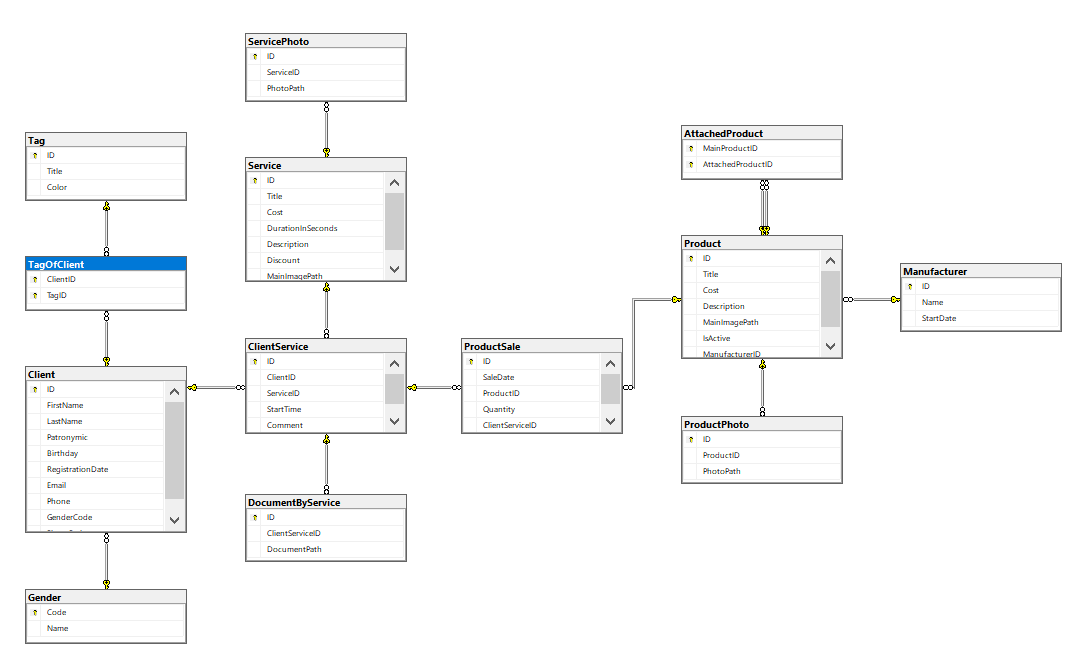 ServicePhoto
ID
ServiceID
PhotoPath
Tag
ID
Title
Color
Service
ID
Title
Cost
DurationInSeconds
Description
Discount
MainImagePath
AttachedProduct
MainProductID
AttachedProductID
TagOfClient
ClientID
TagID
Product
ID
Title
Cost
Description
MainImagePath
IsActive
ManufacturerID
Manufacturer
ID
Name
StartDate
Client
ID
FirstName
LastName
Patronymic
Birthday
RegistrationDate
Email
Phone
GenderCode
ClientService
ID
ClientID
ServiceID
StartTime
Comment
ProductSale
ID
SaleDate
ProductID
Quantity
ClientServiceID
ProductPhoto
ID
ProductID
PhotoPath
DocumentByService
ID
ClientServiceID
DocumentPath
Gender
Code
Name